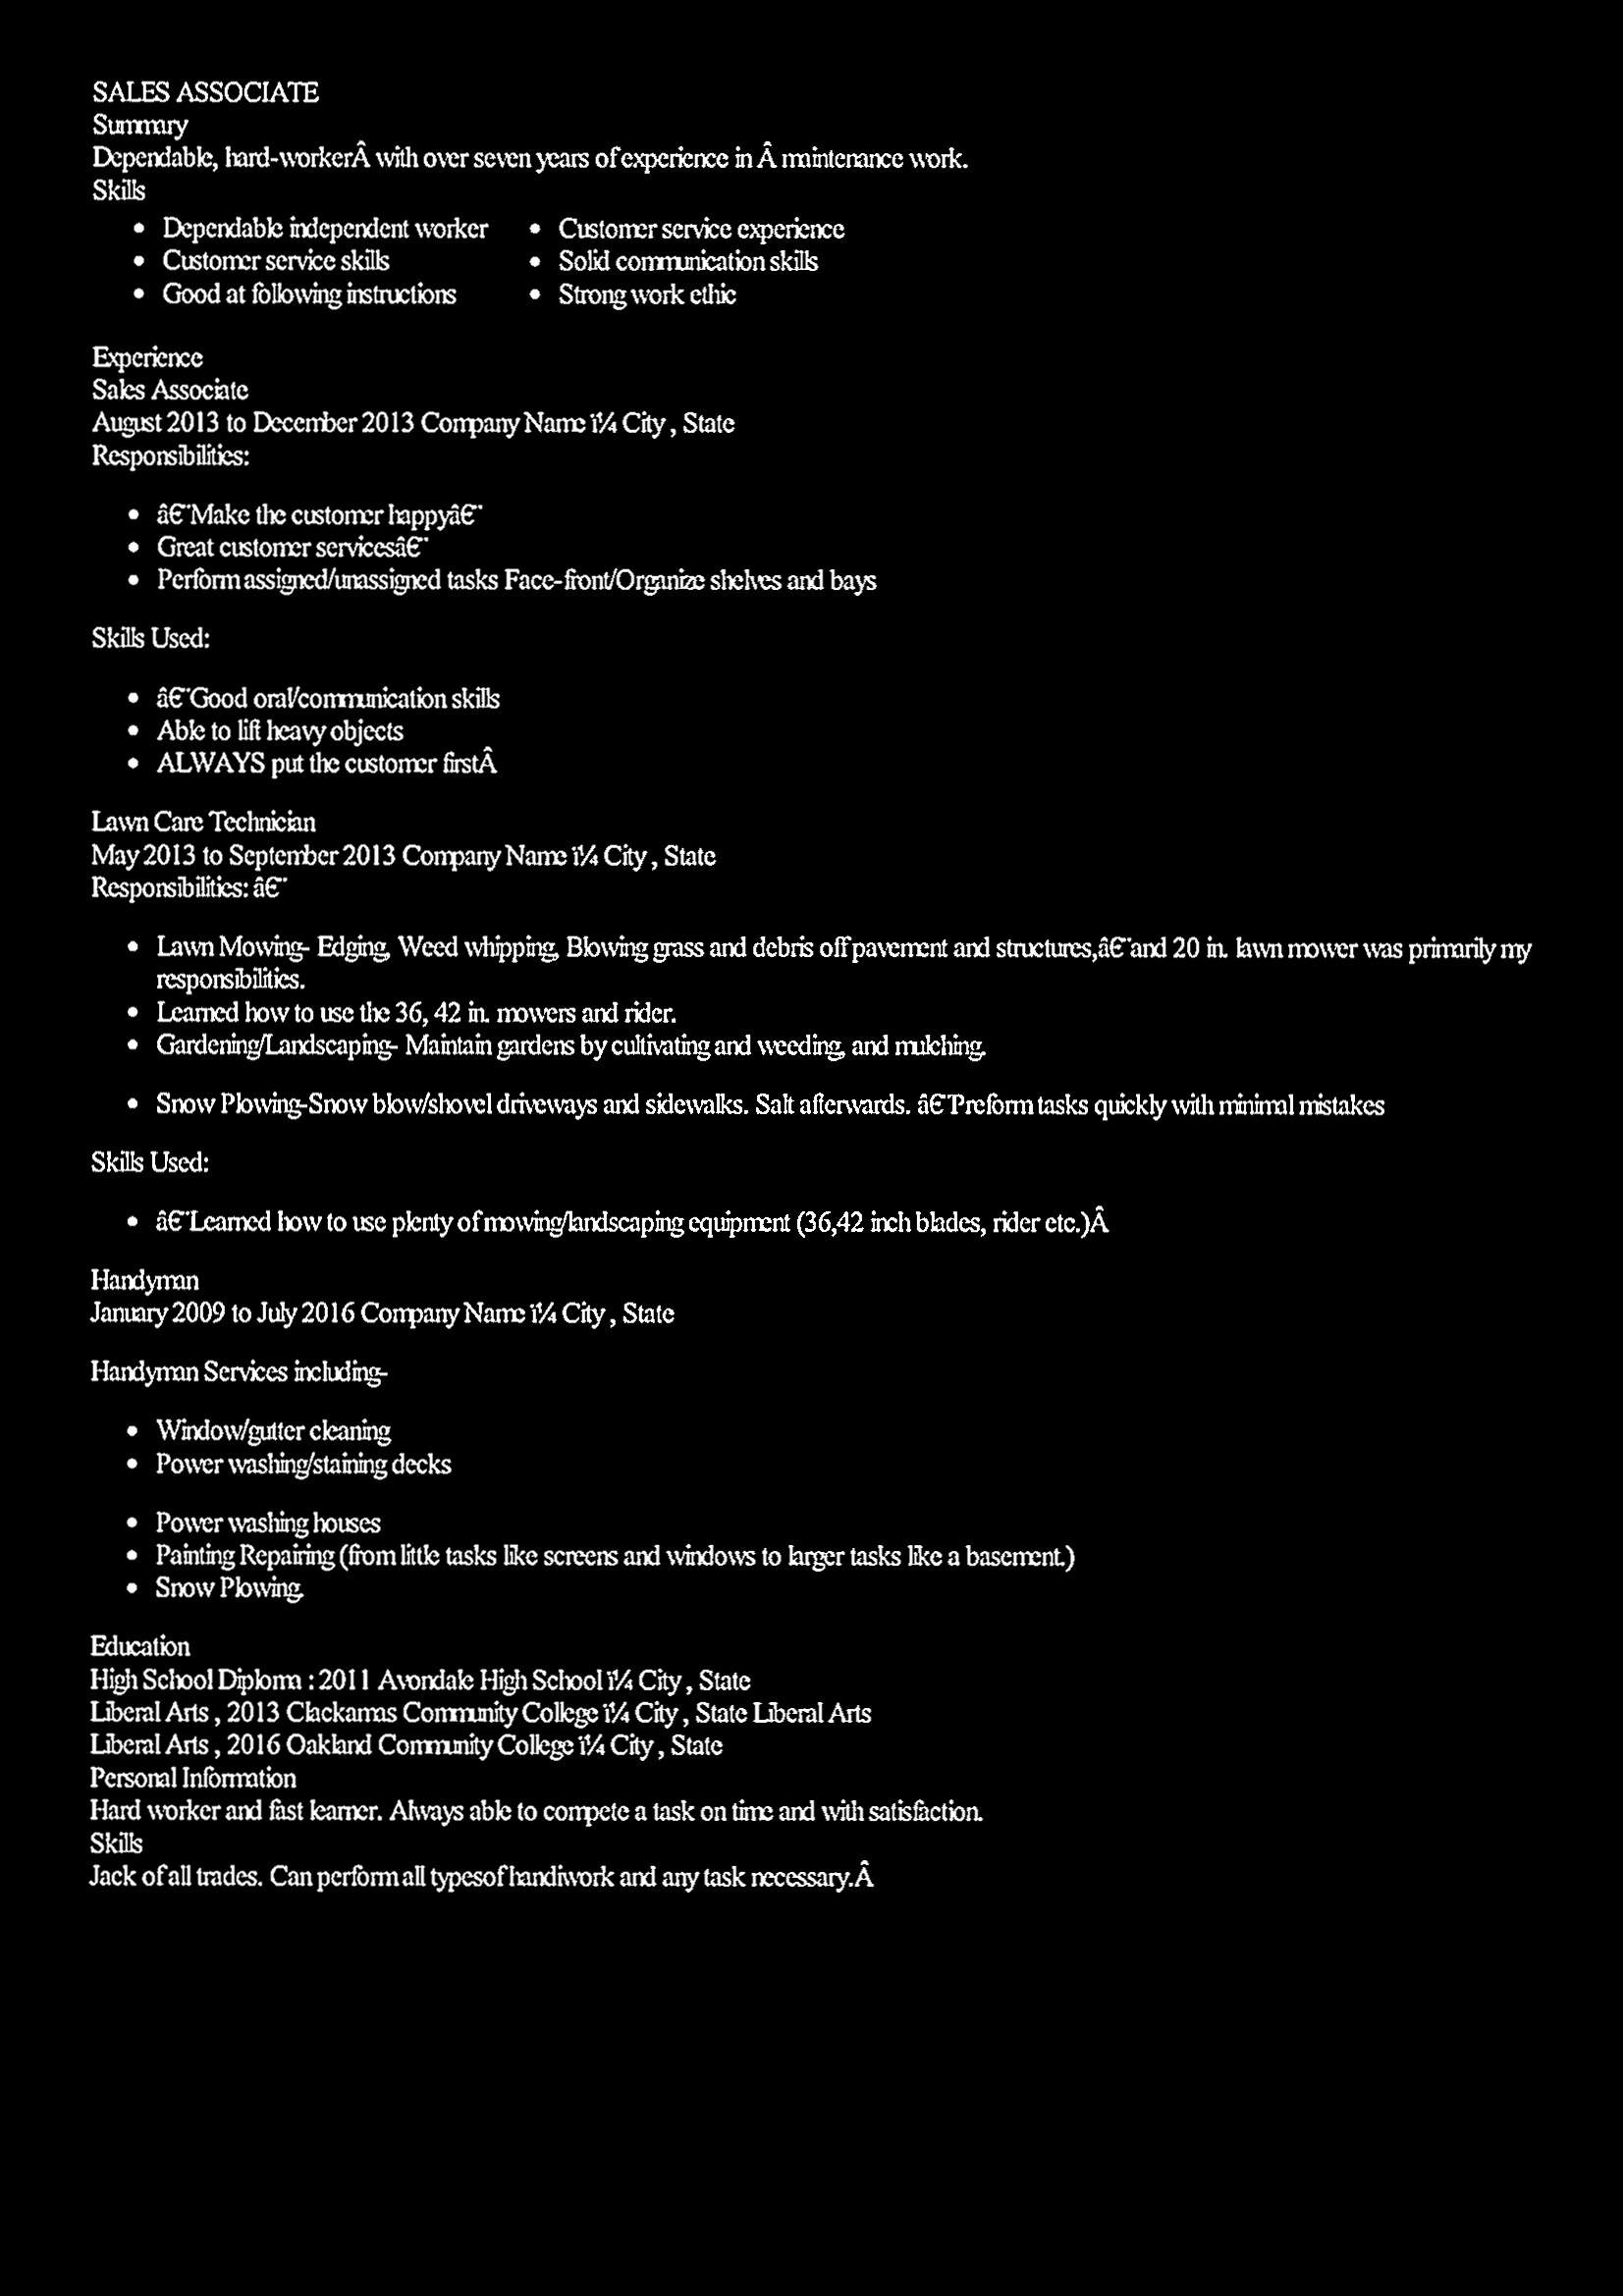 SALES ASSOCIATE
Summary
Dependable, hard-workerÂ with over seven years of experience in Â maintenance work.
Skills
• Dependable independent worker
• Customer service skills
• Good at following instructions
• Customer service experience
• Solid communication skills
• Strong work ethic
Experience
Sales Associate
August 2013 to December 2013 Company Name ï¼ City , State
Responsibilities:
• â€¨Make the customer happyâ€¨
• Great customer servicesâ€¨
• Perform assigned/unassigned tasks Face-front/Organize shelves and bays
Skills Used:
• â€¨Good oral/communication skills
• Able to lift heavy objects
• ALWAYS put the customer firstÂ
Lawn Care Technician
May 2013 to September 2013 Company Name ï¼ City , State
Responsibilities: â€¨
• Lawn Mowing- Edging, Weed whipping, Blowing grass and debris off pavement and structures,â€¨and 20 in. lawn mower was primarily my
responsibilities.
• Learned how to use the 36, 42 in. mowers and rider.
• Gardening/Landscaping- Maintain gardens by cultivating and weeding, and mulching.
• Snow Plowing-Snow blow/shovel driveways and sidewalks. Salt afterwards. â€¨Preform tasks quickly with minimal mistakes
Skills Used:
• â€¨Learned how to use plenty of mowing/landscaping equipment (36,42 inch blades, rider etc.)Â
Handyman
January 2009 to July 2016 Company Name ï¼ City , State
Handyman Services including-
• Window/gutter cleaning
• Power washing/staining decks
• Power washing houses
• Painting Repairing (from little tasks like screens and windows to larger tasks like a basement.)
• Snow Plowing.
Education
High School Diploma : 2011 Avondale High School ï¼ City , State
Liberal Arts , 2013 Clackamas Community College ï¼ City , State Liberal Arts
Liberal Arts , 2016 Oakland Community College ï¼ City , State
Personal Information
Hard worker and fast learner. Always able to compete a task on time and with satisfaction.
Skills
Jack of all trades. Can perform all typesof handiwork and any task necessary.Â